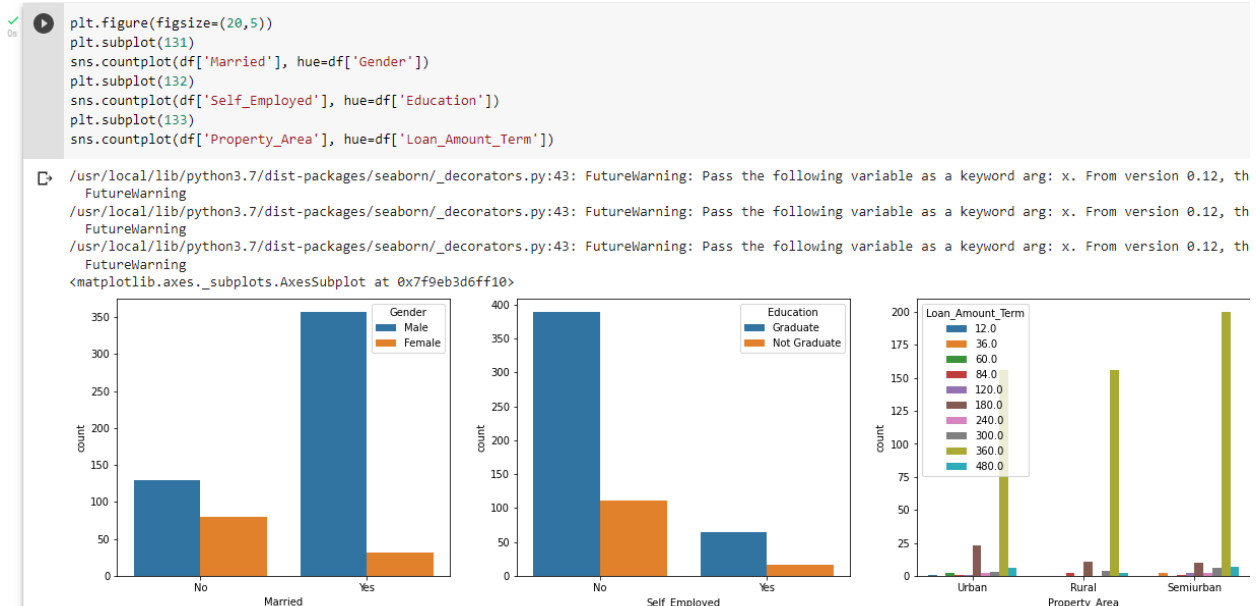 0s
plt.figure(figsize=(20,5))
plt.subplot(131)
sns.countplot(df['Married'], hue=df['Gender'])
plt.subplot(132)
sns.countplot(df['Self_Employed'], hue=df['Education'])
plt.subplot(133)
sns.countplot(df['Property_Area'], hue=df['Loan_Amount_Term'])
/usr/local/lib/python3.7/dist-packages/seaborn/_decorators.py:43: FutureWarning: Pass the following variable as a keyword arg: x. From version 0.12, th
FutureWarning
/usr/local/lib/python3.7/dist-packages/seaborn/_decorators.py:43: FutureWarning: Pass the following variable as a keyword arg: x. From version 0.12, th
FutureWarning
/usr/local/lib/python3.7/dist-packages/seaborn/_decorators.py:43: FutureWarning: Pass the following variable as a keyword arg: x. From version 0.12, th
FutureWarning
<matplotlib.axes._subplots.AxesSubplot at 0x7f9eb3d6ff10>
Gender
Male
Female
350
300
250
200
150
100
50
0
count
No Yes
Married
Education
Graduate
Not Graduate
400
350
300
250
200
150
100
50
0
count
No Yes
Self_Employed
Loan_Amount_Term
12.0
36.0
60.0
84.0
120.0
180.0
240.0
300.0
360.0
480.0
200
175
150
125
100
75
50
25
0
count
Urban Rural Semiurban
Property_Area